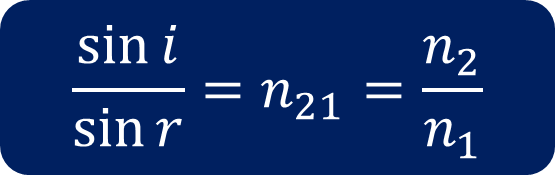 sin i / sin r = n₂₁ = n₂ / n₁